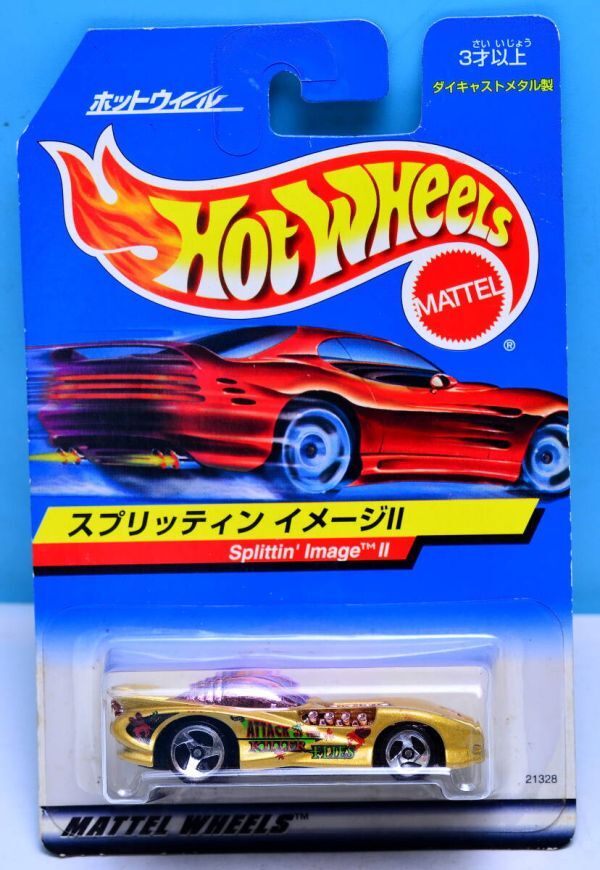 さい いじょう
3才以上
ダイキャストメタル製
ホットウィール
HOT WHEELS
MATTEL
®
スプリッティン イメージII
Splittin' Image™ II
ATTACK
21328
MATTEL WHEELS™